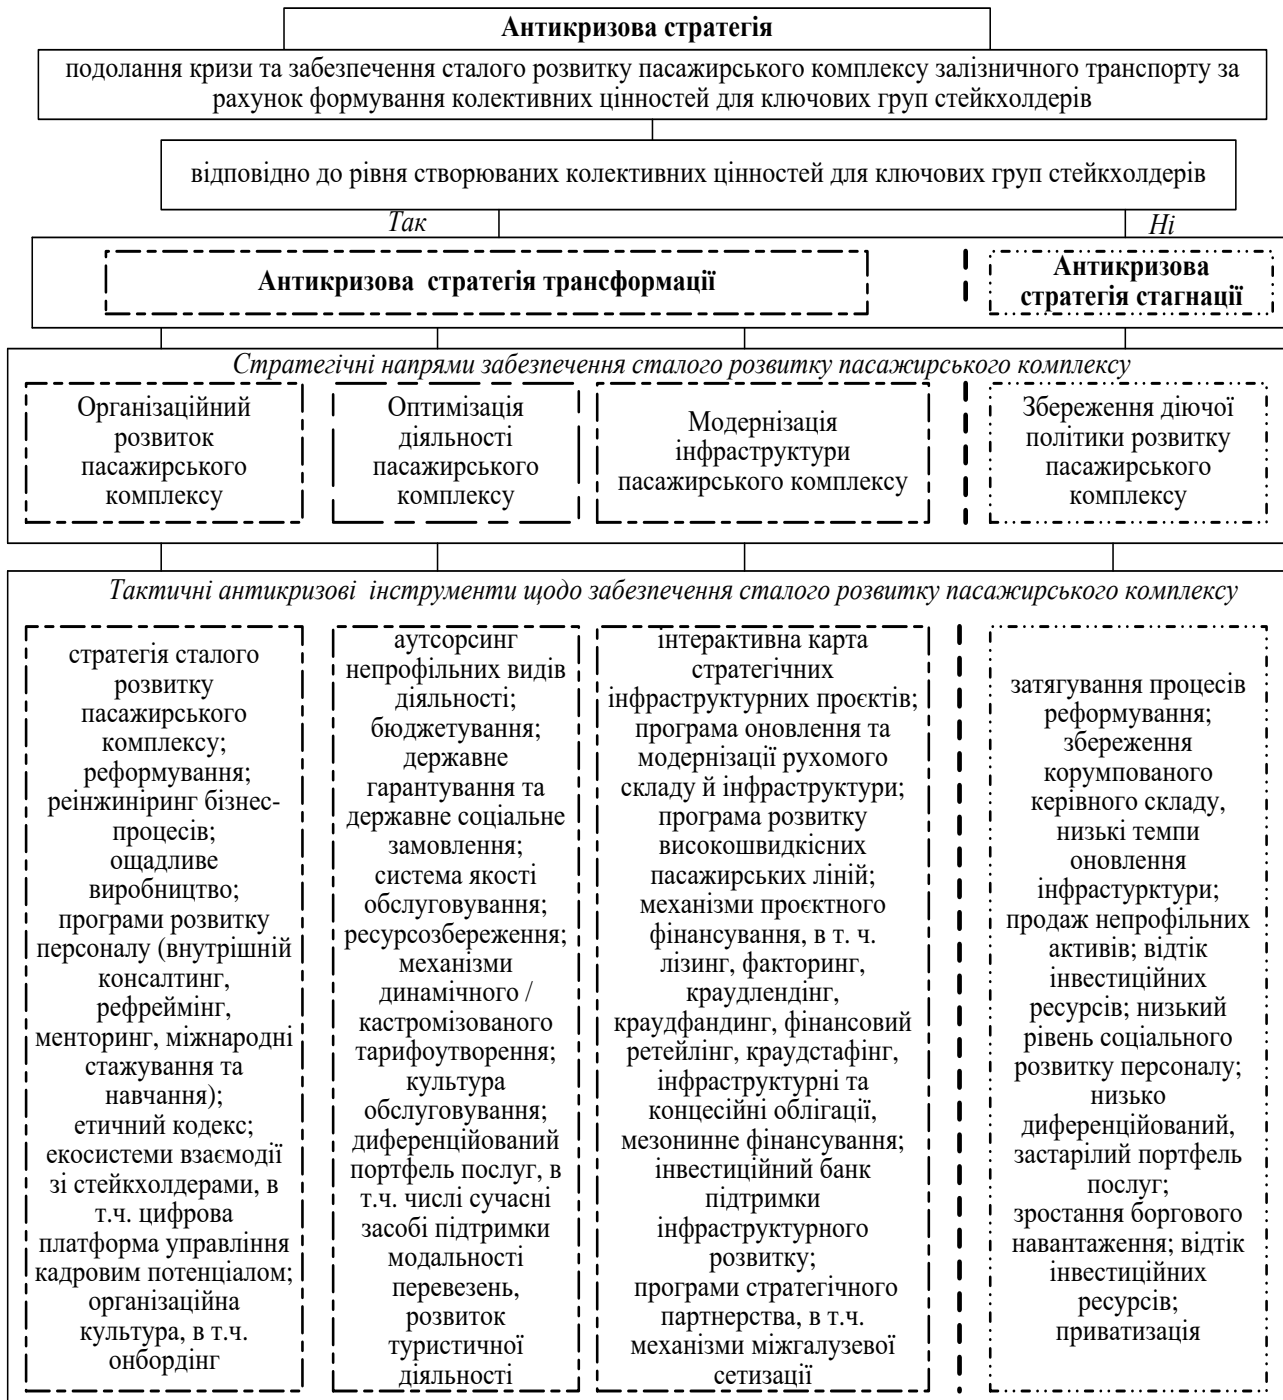 Антикризова стратегія
подолання кризи та забезпечення сталого розвитку пасажирського комплексу залізничного транспорту за
рахунок формування колективних цінностей для ключових груп стейкхолдерів
відповідно до рівня створюваних колективних цінностей для ключових груп стейкхолдерів
Так
Ні
Антикризова стратегія трансформації
Антикризова
стратегія стагнації
Стратегічні напрями забезпечення сталого розвитку пасажирського комплексу
Організаційний
розвиток
пасажирського
комплексу
Оптимізація
діяльності
пасажирського
комплексу
Модернізація
інфраструктури
пасажирського комплексу
Збереження діючої
політики розвитку
пасажирського
комплексу
Тактичні антикризові інструменти щодо забезпечення сталого розвитку пасажирського комплексу
стратегія сталого
розвитку
пасажирського
комплексу;
реформування;
реінжиніринг бізнес-
процесів;
ощадливе
виробництво;
програми розвитку
персоналу (внутрішній
консалтинг,
рефреймінг,
менторинг, міжнародні
стажування та
навчання);
етичний кодекс;
екосистеми взаємодії
зі стейкхолдерами, в
т.ч. цифрова
платформа управління
кадровим потенціалом;
організаційна
культура, в т.ч.
онбордінг
аутсорсинг
непрофільних видів
діяльності;
бюджетування;
державне
гарантування та
державне соціальне
замовлення;
система якості
обслуговування;
ресурсозбереження;
механізми
динамічного /
кастромізованого
тарифоутворення;
культура
обслуговування;
диференційований
портфель послуг, в
т.ч. числі сучасні
засобі підтримки
модальності
перевезень,
розвиток
туристичної
діяльності
інтерактивна карта
стратегічних
інфраструктурних проєктів;
програма оновлення та
модернізації рухомого
складу й інфраструктури;
програма розвитку
високошвидкісних
пасажирських ліній;
механізми проєктного
фінансування, в т. ч.
лізинг, факторинг,
краудлендінг,
краудфандинг, фінансовий
ретейлінг, краудстафінг,
інфраструктурні та
концесійні облігації,
мезонинне фінансування;
інвестиційний банк
підтримки
інфраструктурного
розвитку;
програми стратегічного
партнерства, в т.ч.
механізми міжгалузевої
сетизації
затягування процесів
реформування;
збереження
корумпованого
керівного складу,
низькі темпи
оновлення
інфрастурктури;
продаж непрофільних
активів; відтік
інвестиційних
ресурсів; низький
рівень соціального
розвитку персоналу;
низько
диференційований,
застарілий портфель
послуг;
зростання боргового
навантаження; відтік
інвестиційних
ресурсів;
приватизація